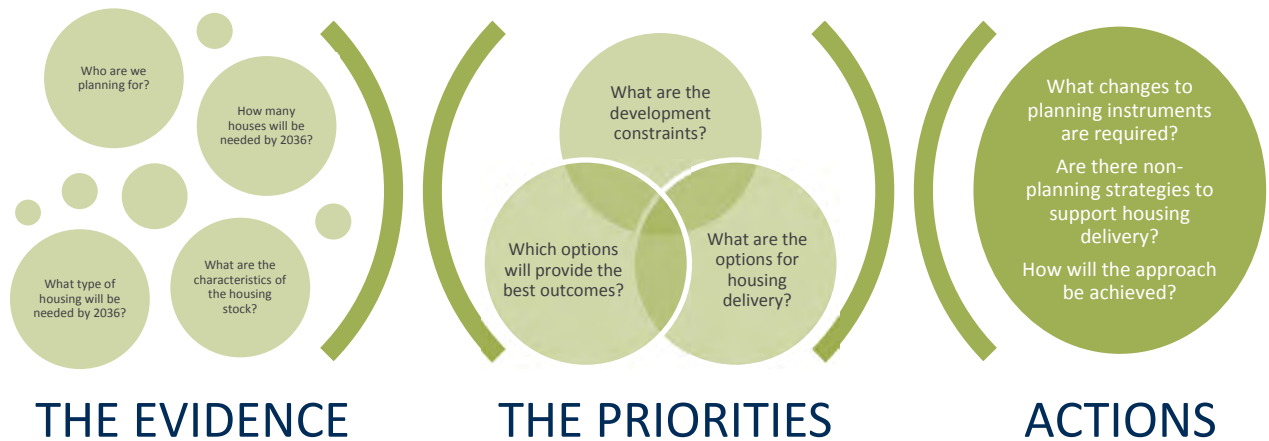 Who are we
planning for?
How many
houses will be
needed by 2036?
What type of
housing will be
needed by 2036?
What are the
characteristics of
the housing
stock?
THE EVIDENCE
What are the
development
constraints?
Which options
will provide the
best outcomes?
What are the
options for
housing
delivery?
THE PRIORITIES
What changes to
planning instruments
are required?
Are there non-
planning strategies to
support housing
delivery?
How will the approach
be achieved?
ACTIONS